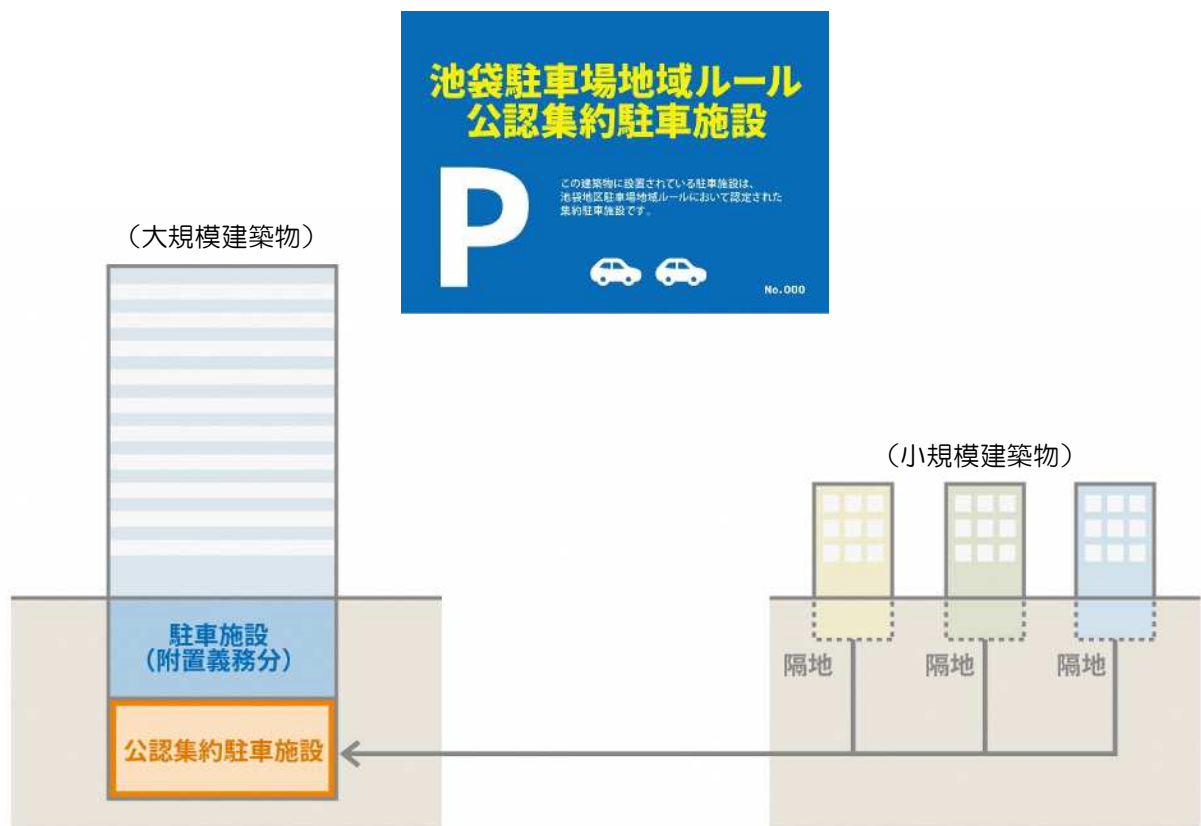 池袋駐車場地域ルール
公認集約駐車施設
P
この建築物に設置されている駐車施設は、
池袋地区駐車場地域ルールにおいて認定された
集約駐車施設です。
No.000
（大規模建築物）
（小規模建築物）
駐車施設
（附置義務分）
隔地
隔地
隔地
公認集約駐車施設